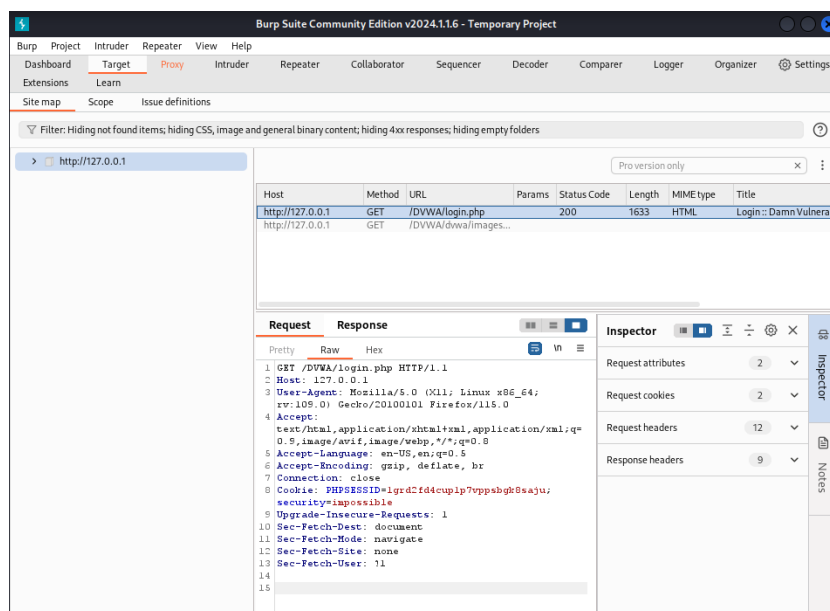 Burp Suite Community Edition v2024.1.1.6 - Temporary Project
Burp Project Intruder Repeater View Help
Dashboard Target Proxy Intruder Repeater Collaborator Sequencer Decoder Comparer Logger Organizer Settings
Extensions Learn
Site map Scope Issue definitions
Filter: Hiding not found items; hiding CSS, image and general binary content; hiding 4xx responses; hiding empty folders
http://127.0.0.1
Pro version only
Host Method URL Params Status Code Length MIME type Title
http://127.0.0.1 GET /DVWA/login.php 200 1633 HTML Login :: Damn Vulnera
http://127.0.0.1 GET /DVWA/dvwa/images...
Request Response
Pretty Raw Hex \n
1 GET /DVWA/login.php HTTP/1.1
2 Host: 127.0.0.1
3 User-Agent: Mozilla/5.0 (X11; Linux x86_64;
rv:109.0) Gecko/20100101 Firefox/115.0
4 Accept:
text/html,application/xhtml+xml,application/xml;q=
0.9,image/avif,image/webp,*/*;q=0.8
5 Accept-Language: en-US,en;q=0.5
6 Accept-Encoding: gzip, deflate, br
7 Connection: close
8 Cookie: PHPSESSID=lgrd2fd4cup1p7vppsbgk8saju;
security=impossible
9 Upgrade-Insecure-Requests: 1
10 Sec-Fetch-Dest: document
11 Sec-Fetch-Mode: navigate
12 Sec-Fetch-Site: none
13 Sec-Fetch-User: ?1
14
15
Inspector
Request attributes 2
Request cookies 2
Request headers 12
Response headers 9
Inspector
Notes